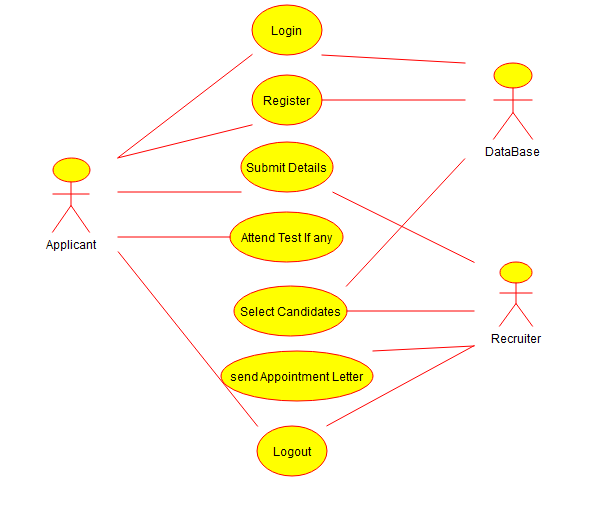 Login
Register
DataBase
Submit Details
Applicant
Attend Test If any
Select Candidates
Recruiter
send Appointment Letter
Logout